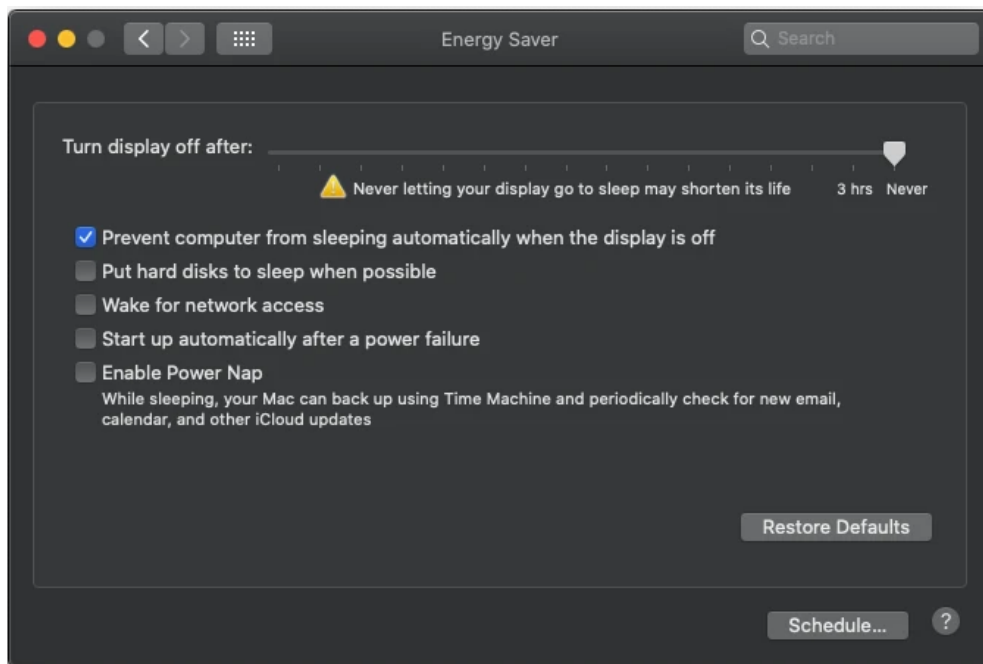 Energy Saver
Search
Turn display off after:
Never letting your display go to sleep may shorten its life
3 hrs
Never
Prevent computer from sleeping automatically when the display is off
Put hard disks to sleep when possible
Wake for network access
Start up automatically after a power failure
Enable Power Nap
While sleeping, your Mac can back up using Time Machine and periodically check for new email,
calendar, and other iCloud updates
Restore Defaults
Schedule...
?